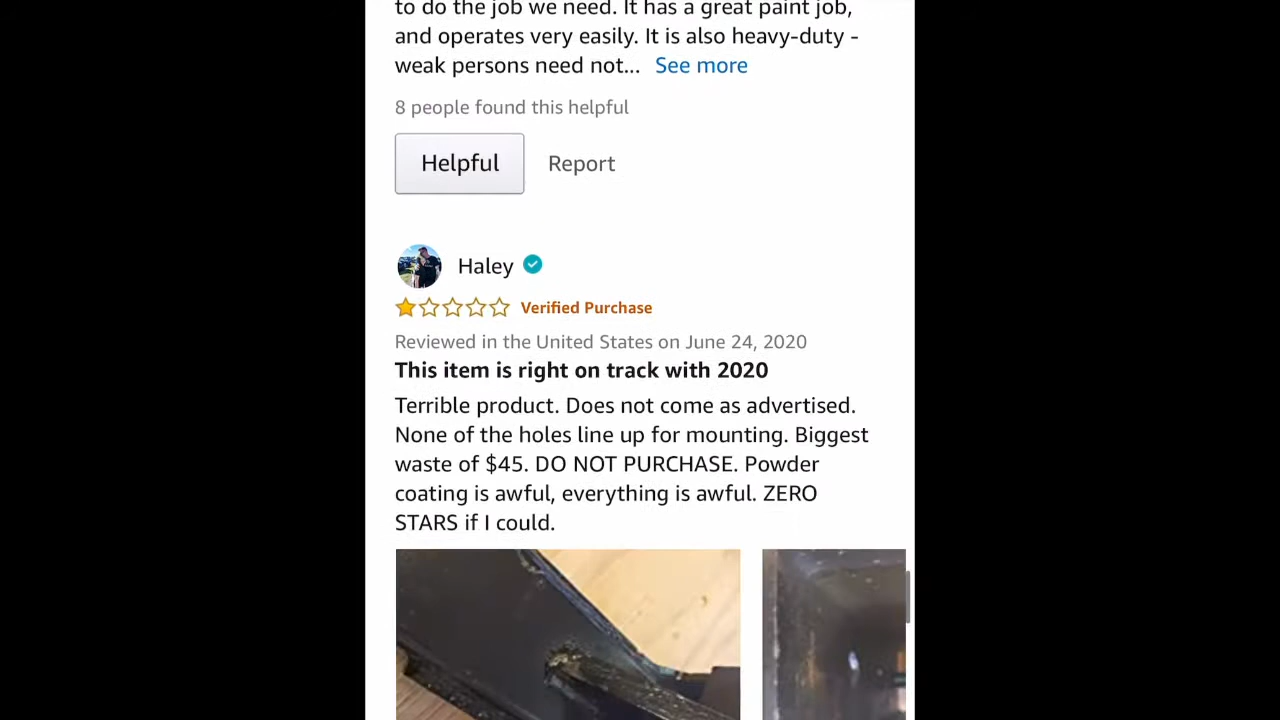 to do the job we need. It has a great paint job,
and operates very easily. It is also heavy-duty -
weak persons need not... See more
8 people found this helpful
Helpful Report
Haley
Verified Purchase
Reviewed in the United States on June 24, 2020
This item is right on track with 2020
Terrible product. Does not come as advertised.
None of the holes line up for mounting. Biggest
waste of $45. DO NOT PURCHASE. Powder
coating is awful, everything is awful. ZERO
STARS if I could.